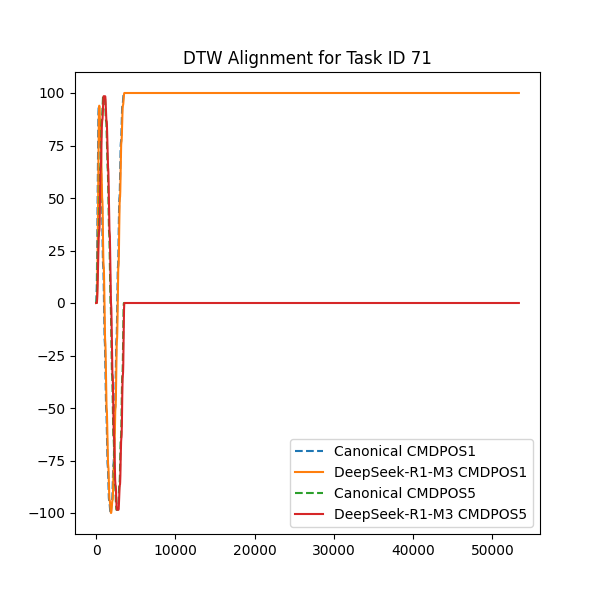 DTW Alignment for Task ID 71
100
75
50
25
0
−25
−50
−75
−100
Canonical CMDPOS1
DeepSeek-R1-M3 CMDPOS1
Canonical CMDPOS5
DeepSeek-R1-M3 CMDPOS5
0 10000 20000 30000 40000 50000